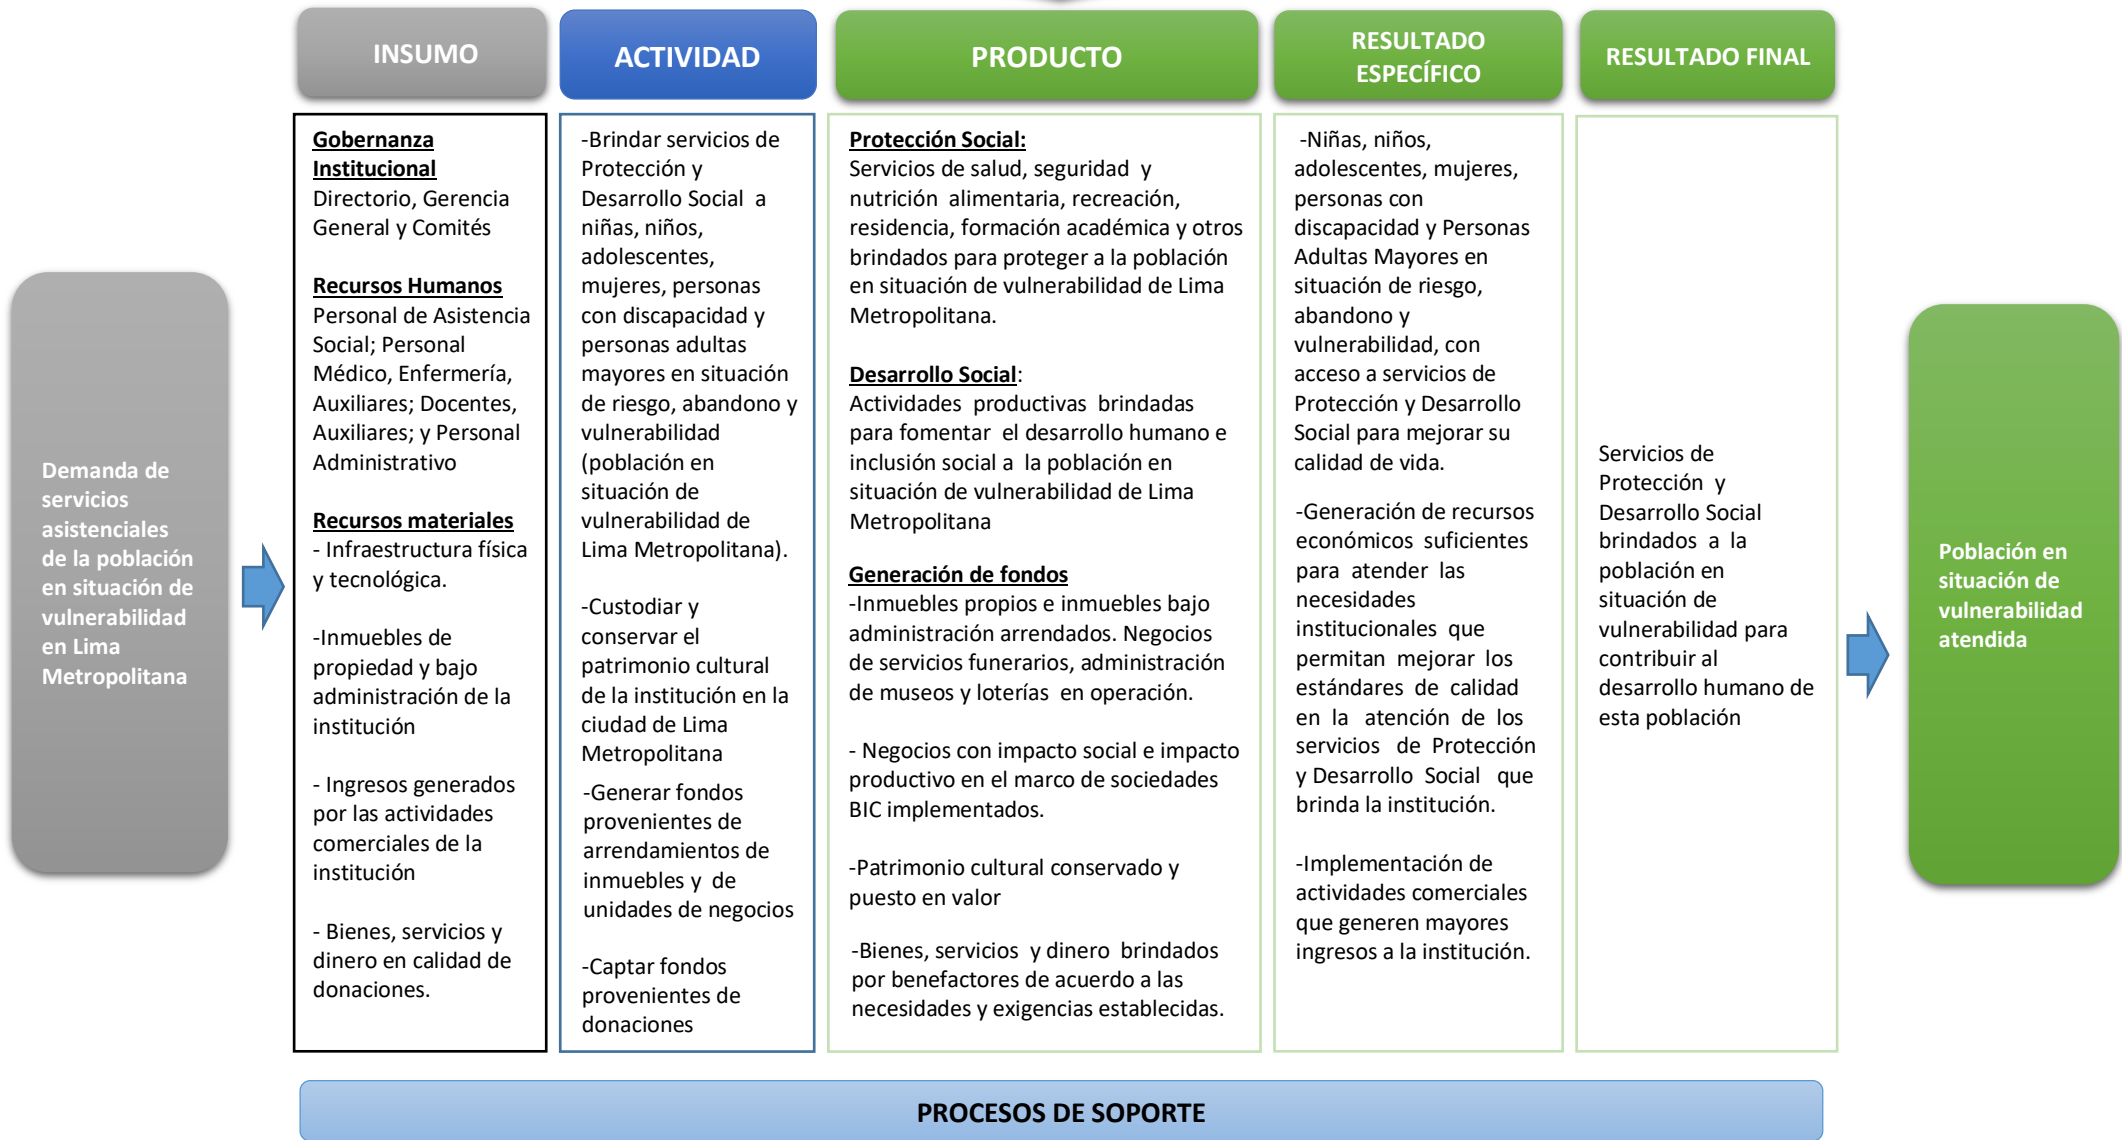 INSUMO
ACTIVIDAD
PRODUCTO
RESULTADO
ESPECÍFICO
RESULTADO FINAL
Demanda de
servicios
asistenciales
de la población
en situación de
vulnerabilidad
en Lima
Metropolitana
Gobernanza
Institucional
Directorio, Gerencia
General y Comités
Recursos Humanos
Personal de Asistencia
Social; Personal
Médico, Enfermería,
Auxiliares; Docentes,
Auxiliares; y Personal
Administrativo
Recursos materiales
- Infraestructura física
y tecnológica.
-Inmuebles de
propiedad y bajo
administración de la
institución
- Ingresos generados
por las actividades
comerciales de la
institución
- Bienes, servicios y
dinero en calidad de
donaciones.
-Brindar servicios de
Protección y
Desarrollo Social a
niñas, niños,
adolescentes,
mujeres, personas
con discapacidad y
personas adultas
mayores en situación
de riesgo, abandono y
vulnerabilidad
(población en
situación de
vulnerabilidad de
Lima Metropolitana).
-Custodiar y
conservar el
patrimonio cultural
de la institución en la
ciudad de Lima
Metropolitana
-Generar fondos
provenientes de
arrendamientos de
inmuebles y de
unidades de negocios
-Captar fondos
provenientes de
donaciones
Protección Social:
Servicios de salud, seguridad y
nutrición alimentaria, recreación,
residencia, formación académica y otros
brindados para proteger a la población
en situación de vulnerabilidad de Lima
Metropolitana.
Desarrollo Social:
Actividades productivas brindadas
para fomentar el desarrollo humano e
inclusión social a la población en
situación de vulnerabilidad de Lima
Metropolitana
Generación de fondos
-Inmuebles propios e inmuebles bajo
administración arrendados. Negocios
de servicios funerarios, administración
de museos y loterías en operación.
- Negocios con impacto social e impacto
productivo en el marco de sociedades
BIC implementados.
-Patrimonio cultural conservado y
puesto en valor
-Bienes, servicios y dinero brindados
por benefactores de acuerdo a las
necesidades y exigencias establecidas.
-Niñas, niños,
adolescentes, mujeres,
personas con
discapacidad y Personas
Adultas Mayores en
situación de riesgo,
abandono y
vulnerabilidad, con
acceso a servicios de
Protección y Desarrollo
Social para mejorar su
calidad de vida.
-Generación de recursos
económicos suficientes
para atender las
necesidades
institucionales que
permitan mejorar los
estándares de calidad
en la atención de los
servicios de Protección
y Desarrollo Social que
brinda la institución.
-Implementación de
actividades comerciales
que generen mayores
ingresos a la institución.
Servicios de
Protección y
Desarrollo Social
brindados a la
población en
situación de
vulnerabilidad para
contribuir al
desarrollo humano de
esta población
Población en
situación de
vulnerabilidad
atendida
PROCESOS DE SOPORTE